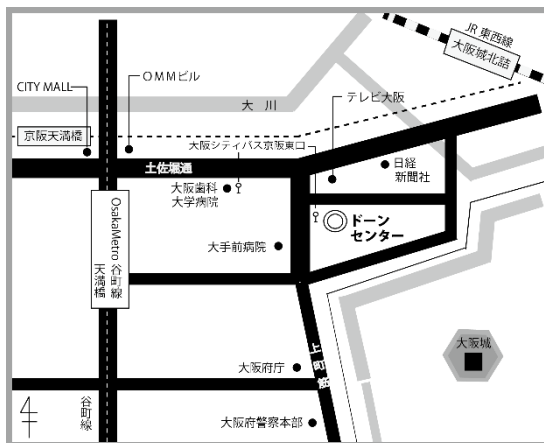 JR 東西線
大阪城北詰
CITY MALL
OMMビル
大川
テレビ大阪
京阪天満橋
大阪シティバス京阪東口
日経
新聞社
土佐堀通
大阪歯科
大学病院
ドーン
センター
OsakaMetro 谷町線
天満橋
大手前病院
上町筋
大阪城
大阪府庁
谷町線
大阪府警察本部